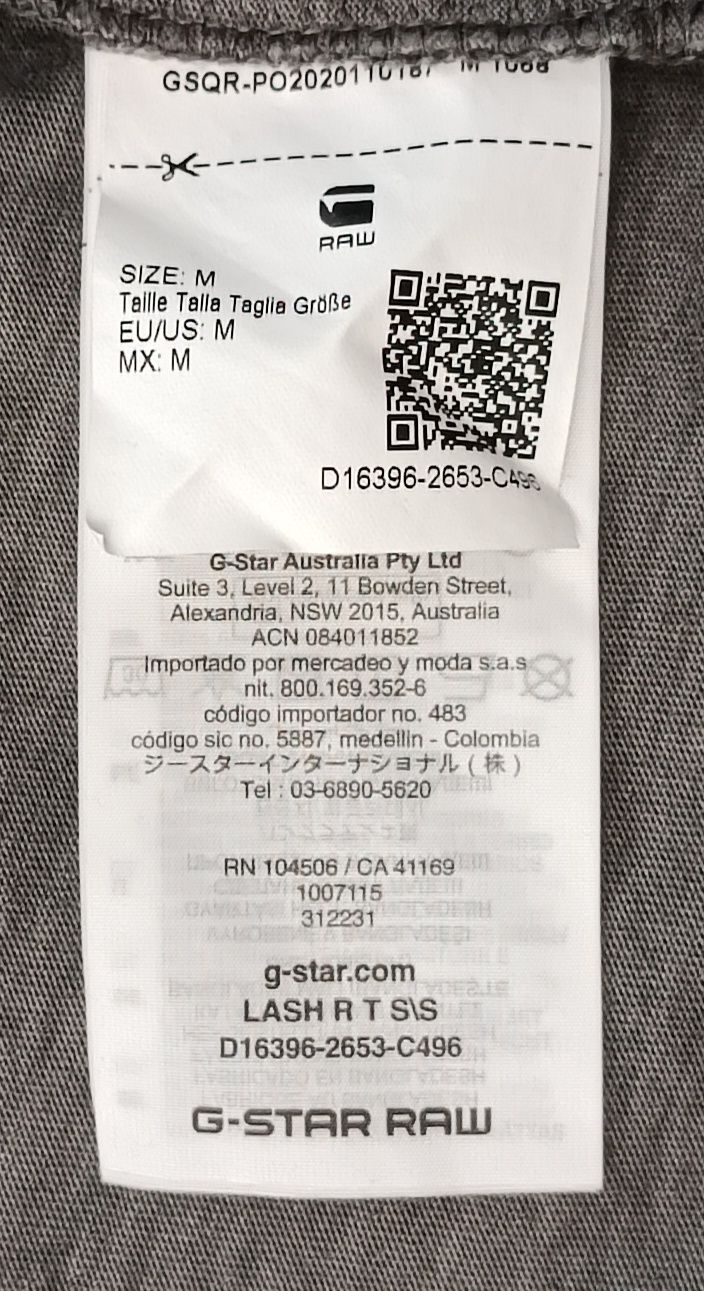 RAW
SIZE: M
Taille Talla Taglia Größe
EU/US: M
MX: M
D16396-2653-C496
G-Star Australia Pty Ltd
Suite 3, Level 2, 11 Bowden Street,
Alexandria, NSW 2015, Australia
ACN 084011852
Importado por mercadeo y moda s.a.s
nit. 800.169.352-6
código importador no. 483
código sic no. 5887, medellin - Colombia
ジースターインターナショナル ( 株 )
Tel : 03-6890-5620
RN 104506 / CA 41169
1007115
312231
g-star.com
LASH R T S\S
D16396-2653-C496
G-STAR RAW